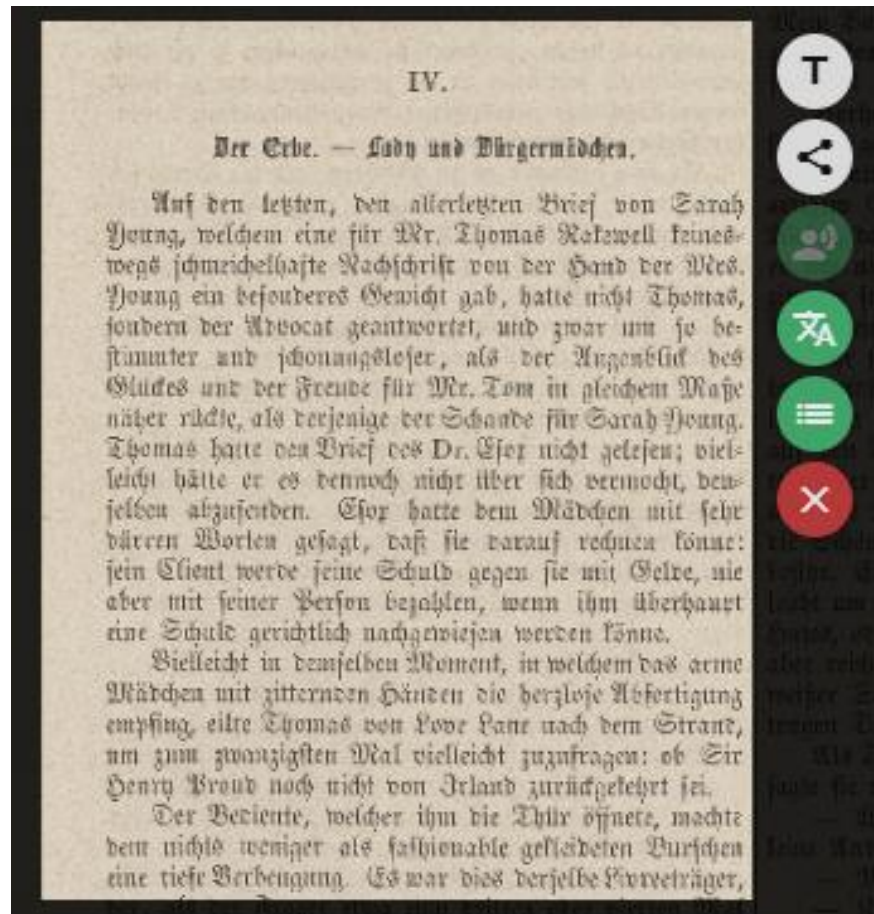 IV.
Der Erbe. — Lady und Bürgermädchen.
Auf den letzten, den allerletzten Brief von Sarah
Young, welchem eine für Mr. Thomas Rakewell keines-
wegs schmeichelhafte Nachschrift von der Hand der Mrs.
Young ein besonderes Gewicht gab, hatte nicht Thomas,
sondern der Advocat geantwortet, und zwar um so be-
stimmter und schonungsloser, als der Augenblick des
Glückes und der Freude für Mr. Tom in gleichem Maße
näher rückte, als derjenige der Schande für Sarah Young.
Thomas hatte den Brief des Dr. Esox nicht gelesen; viel-
leicht hätte er es dennoch nicht über sich vermocht, den-
selben abzusenden. Esox hatte dem Mädchen mit sehr
dürren Worten gesagt, daß sie darauf rechnen könne:
sein Client werde seine Schuld gegen sie mit Gelde, nie
aber mit seiner Person bezahlen, wenn ihm überhaupt
eine Schuld gerichtlich nachgewiesen werden könne.
Vielleicht in demselben Moment, in welchem das arme
Mädchen mit zitternden Händen die herzlose Abfertigung
empfing, eilte Thomas von Love Lane nach dem Strand,
um zum zwanzigsten Mal vielleicht zuzufragen: ob Sir
Henry Proud noch nicht von Irland zurückgekehrt sei.
Der Bediente, welcher ihm die Thür öffnete, machte
dem nichts weniger als fashionable gekleideten Burschen
eine tiefe Verbeugung. Es war dies derselbe Livreeträger,
T